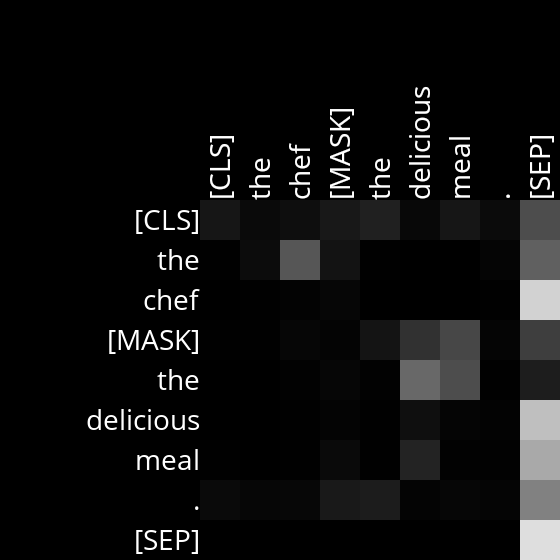 [CLS] the chef [MASK] the delicious meal . [SEP]
[CLS]
the
chef
[MASK]
the
delicious
meal
.
[SEP]